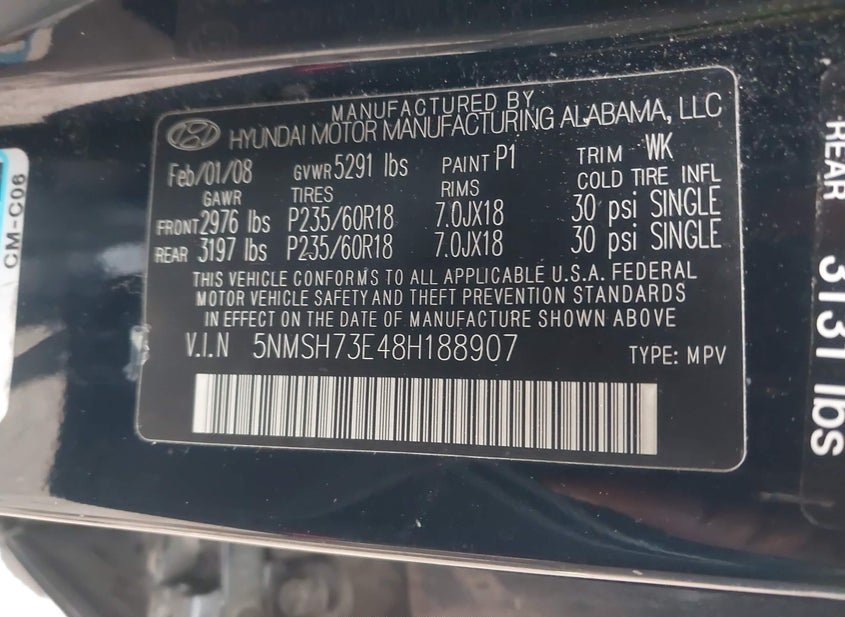 MANUFACTURED BY
HYUNDAI MOTOR MANUFACTURING ALABAMA, LLC
Feb/01/08 GVWR 5291 lbs PAINT P1 TRIM WK
GAWR TIRES RIMS COLD TIRE INFL
FRONT 2976 lbs P235/60R18 7.0JX18 30 psi SINGLE
REAR 3197 lbs P235/60R18 7.0JX18 30 psi SINGLE
THIS VEHICLE CONFORMS TO ALL APPLICABLE U.S.A. FEDERAL
MOTOR VEHICLE SAFETY AND THEFT PREVENTION STANDARDS
IN EFFECT ON THE DATE OF MANUFACTURE SHOWN ABOVE.
V.I.N 5NMSH73E48H188907 TYPE: MPV
CM-C06
REAR 3131 lbs